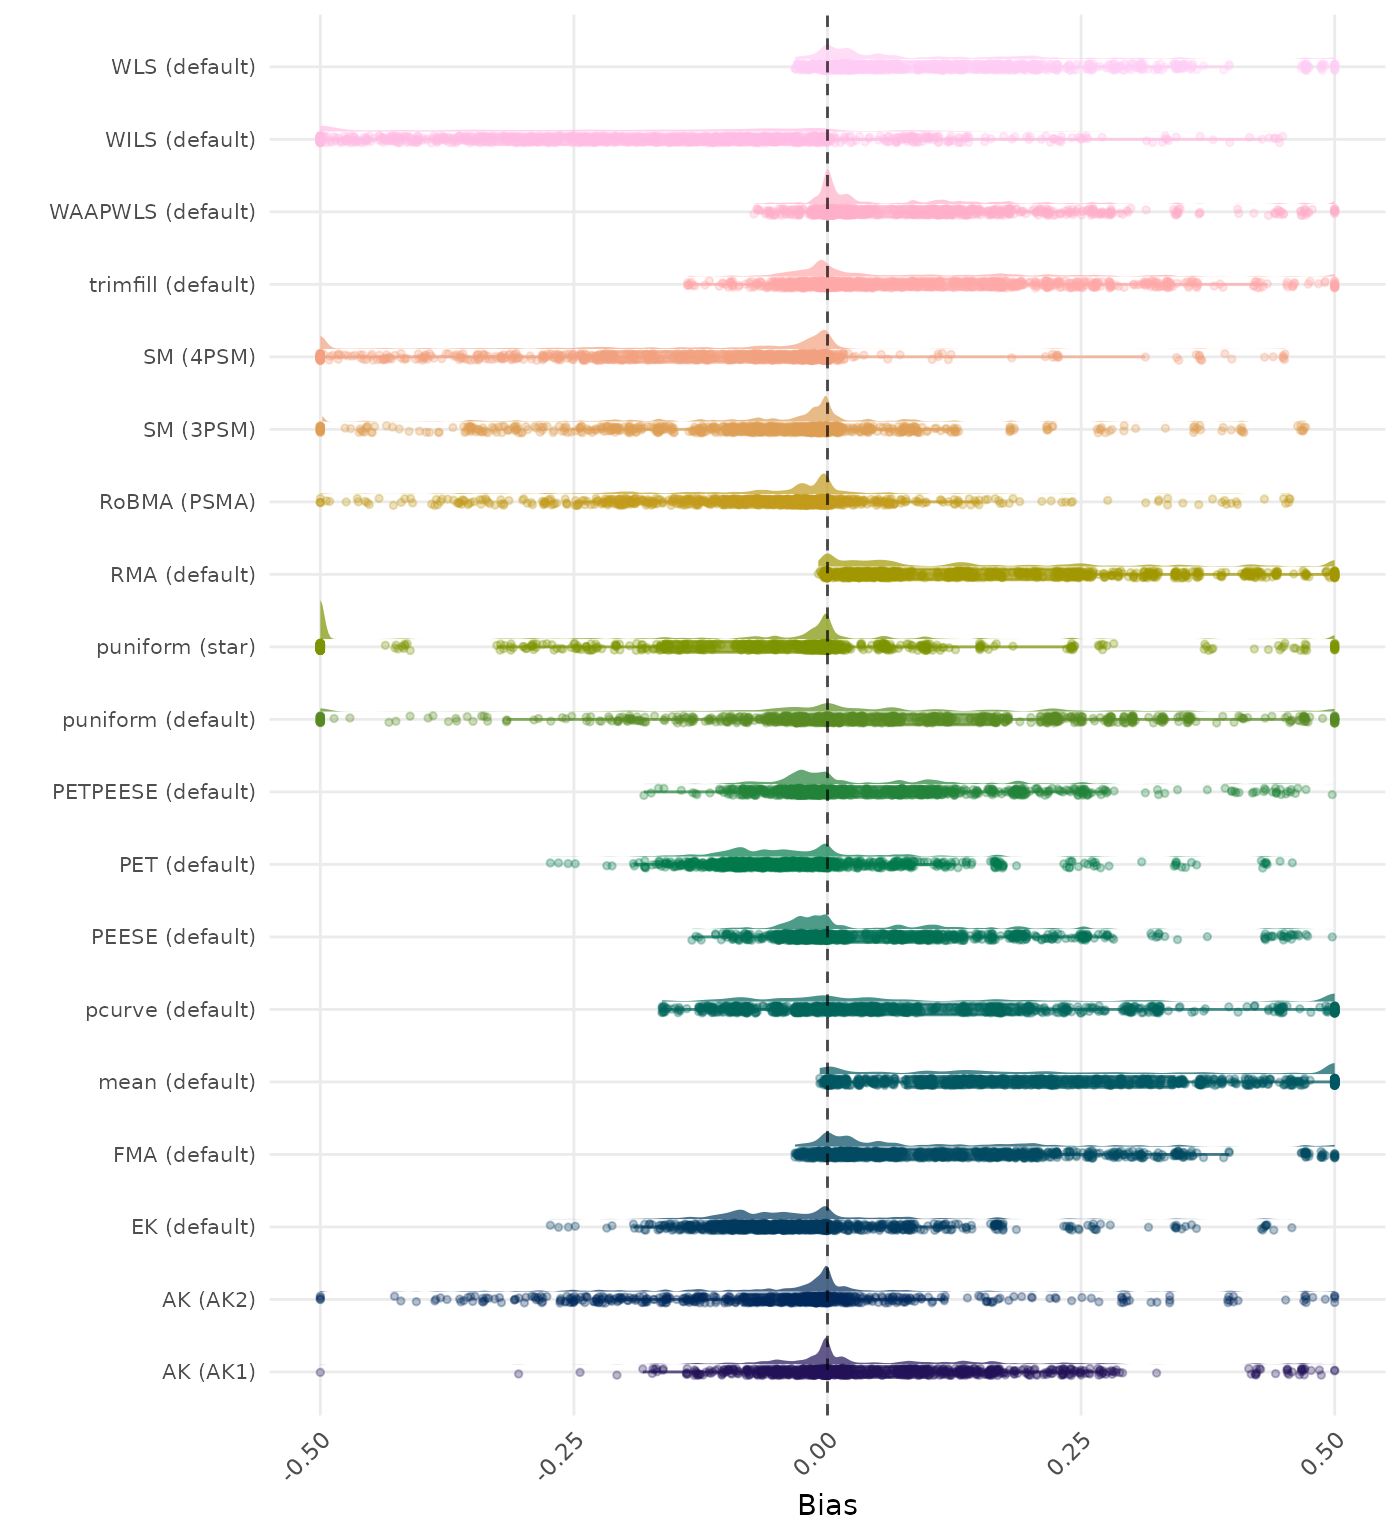 WLS (default)
WILS (default)
WAAPWLS (default)
trimfill (default)
SM (4PSM)
SM (3PSM)
RoBMA (PSMA)
RMA (default)
puniform (star)
puniform (default)
PETPEESE (default)
PET (default)
PEESE (default)
pcurve (default)
mean (default)
FMA (default)
EK (default)
AK (AK2)
AK (AK1)
-0.50 -0.25 0.00 0.25 0.50
Bias